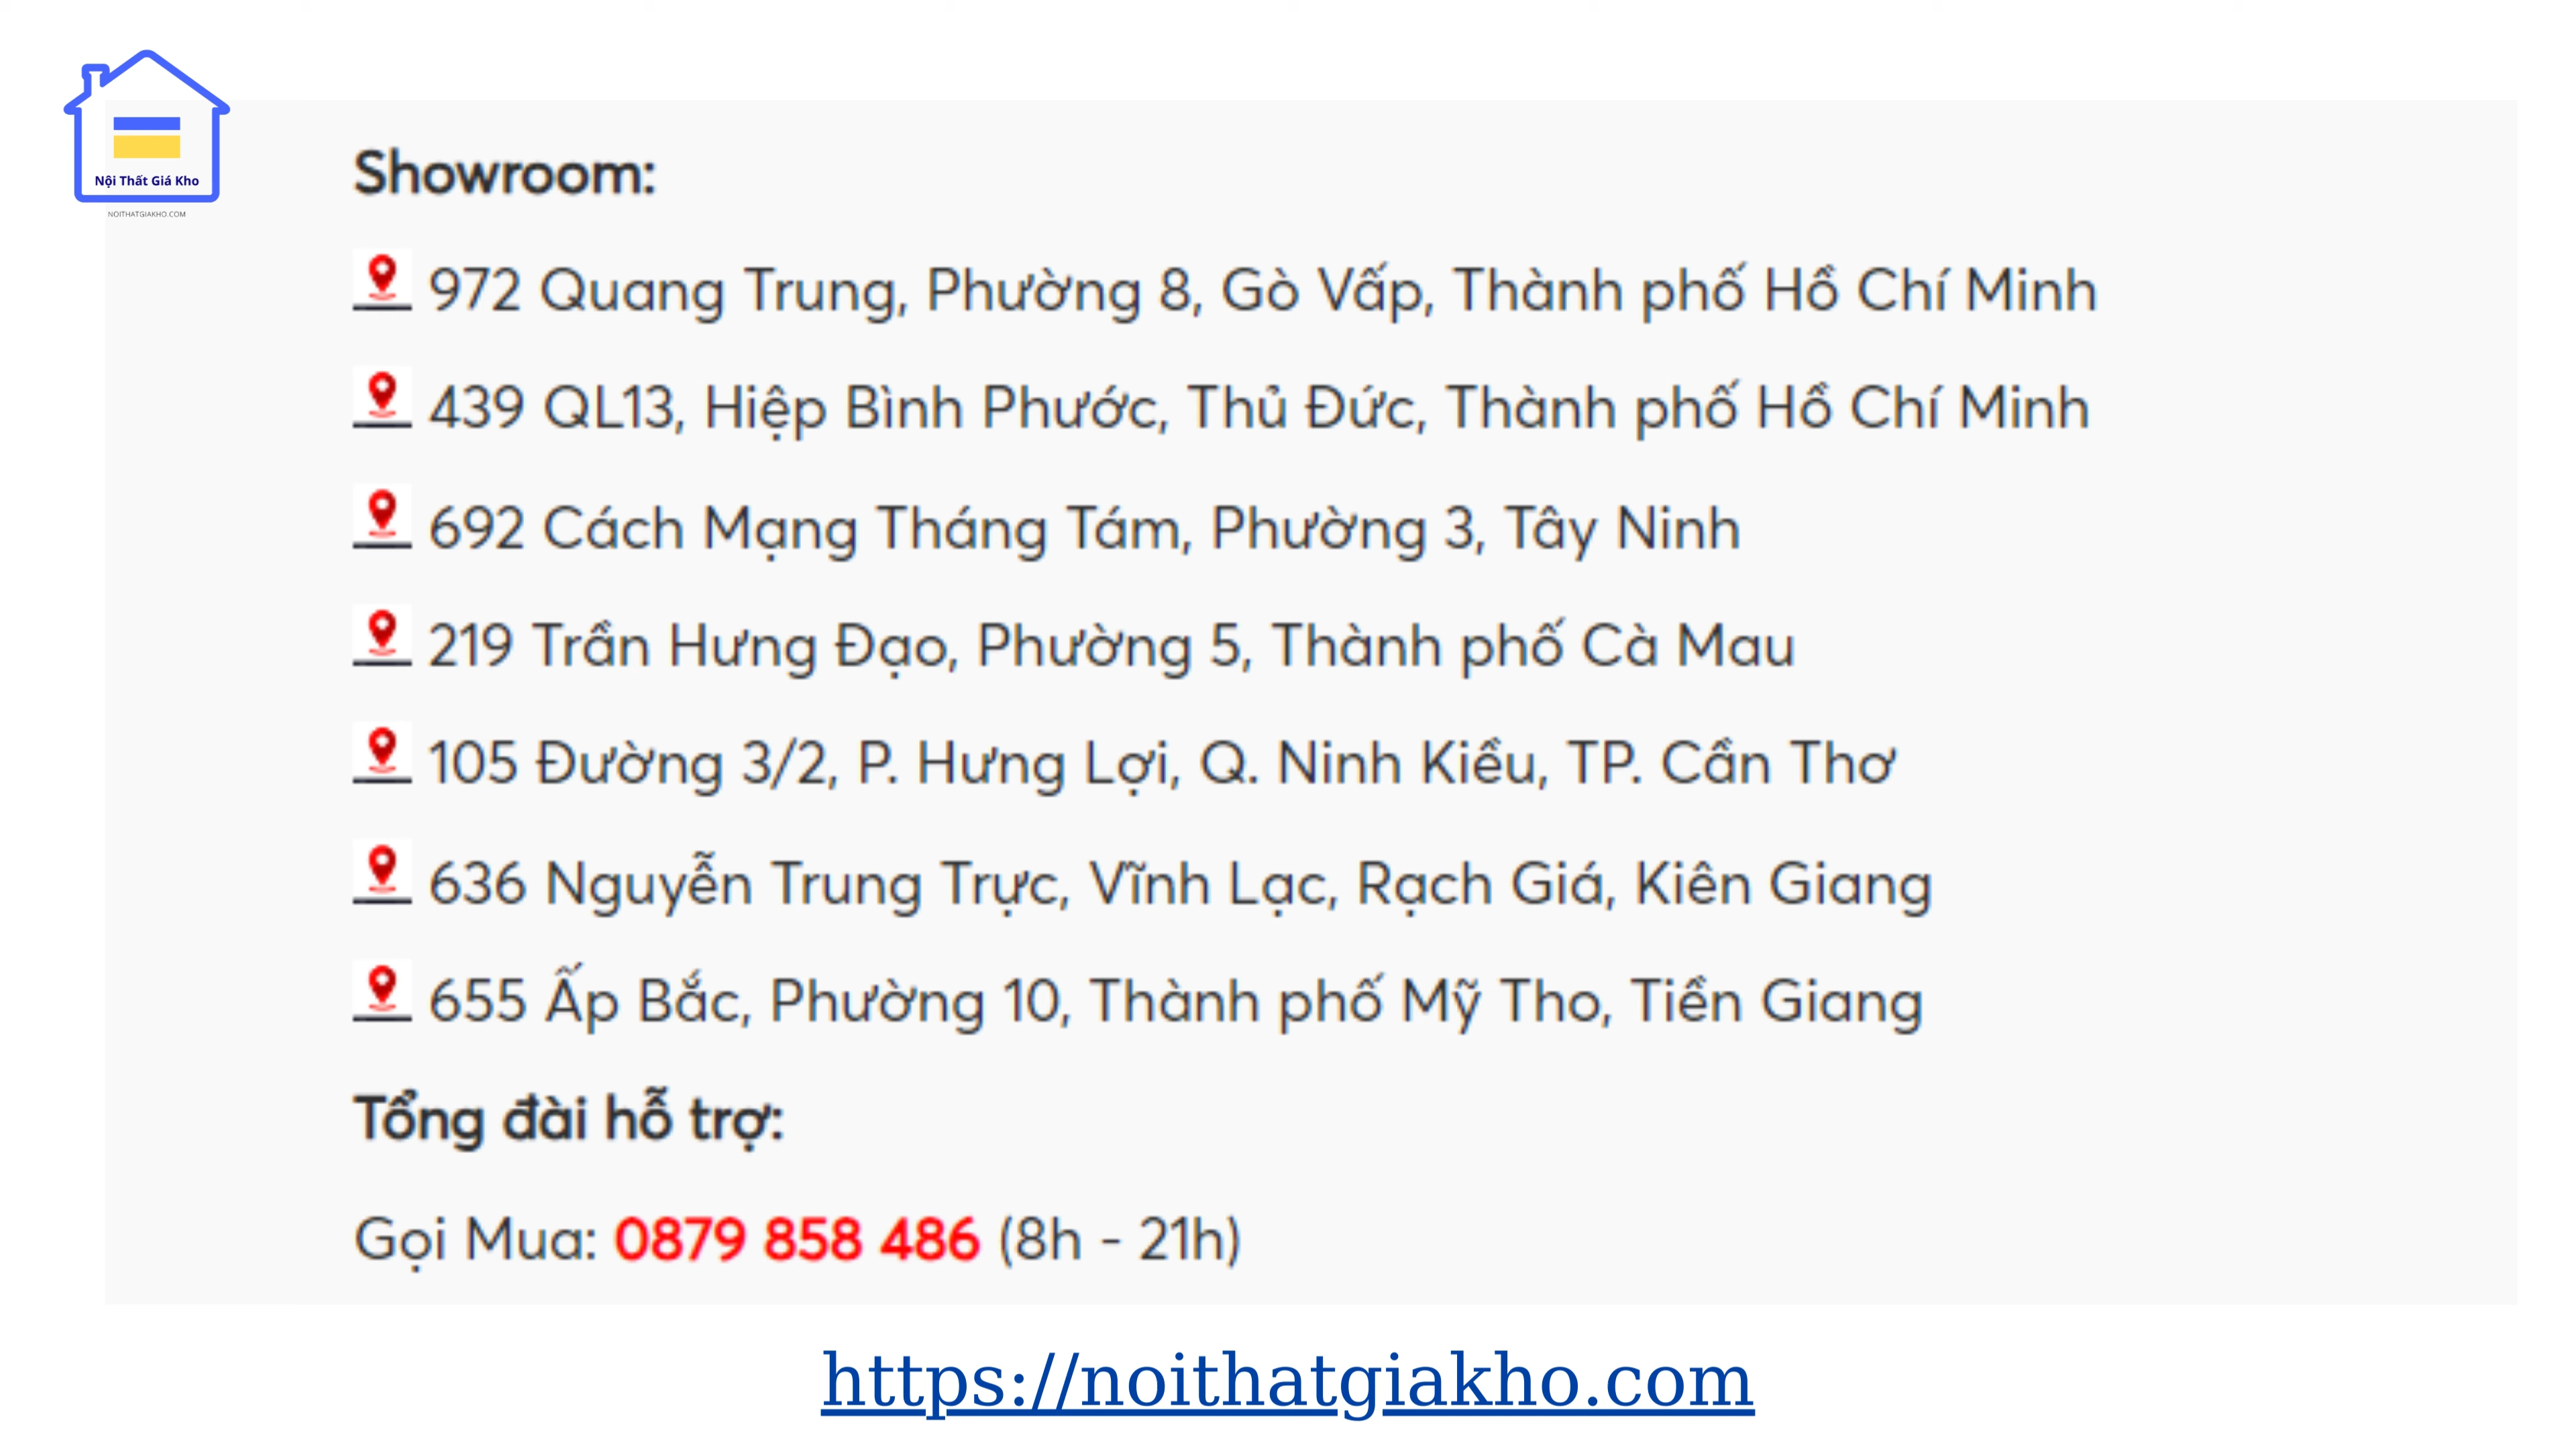 Nội Thất Giá Kho
NOITHATGIAKHO.COM
Showroom:
972 Quang Trung, Phường 8, Gò Vấp, Thành phố Hồ Chí Minh
439 QL13, Hiệp Bình Phước, Thủ Đức, Thành phố Hồ Chí Minh
692 Cách Mạng Tháng Tám, Phường 3, Tây Ninh
219 Trần Hưng Đạo, Phường 5, Thành phố Cà Mau
105 Đường 3/2, P. Hưng Lợi, Q. Ninh Kiều, TP. Cần Thơ
636 Nguyễn Trung Trực, Vĩnh Lạc, Rạch Giá, Kiên Giang
655 Ấp Bắc, Phường 10, Thành phố Mỹ Tho, Tiền Giang
Tổng đài hỗ trợ:
Gọi Mua: 0879 858 486 (8h - 21h)
https://noithatgiakho.com